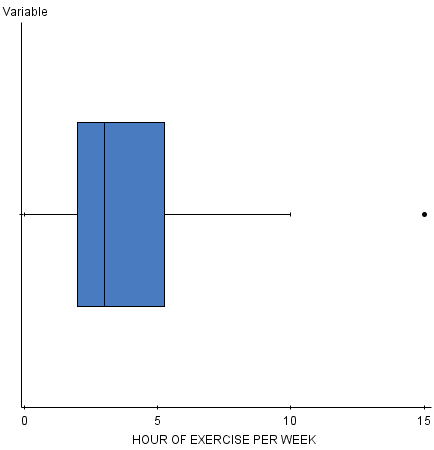 Variable
0 5 10 15
HOUR OF EXERCISE PER WEEK